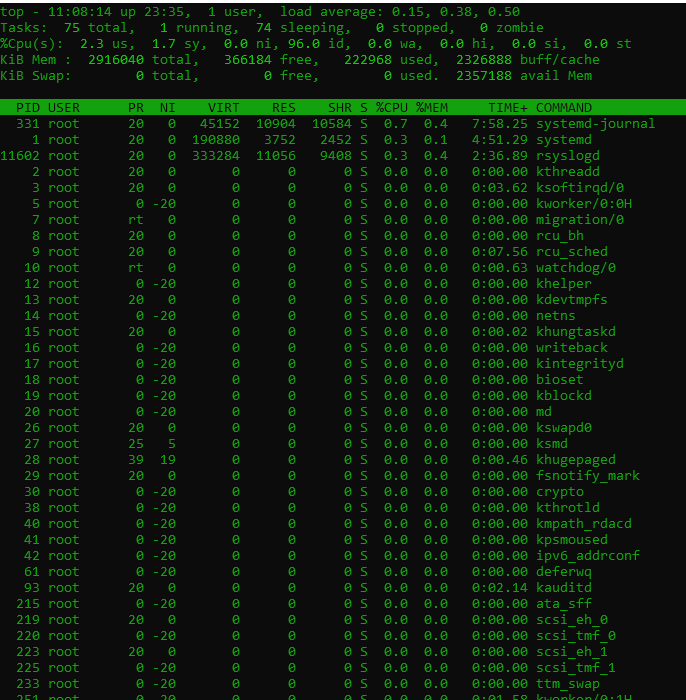 top - 11:08:14 up 23:35,  1 user,  load average: 0.15, 0.38, 0.50
Tasks:  75 total,   1 running,  74 sleeping,   0 stopped,   0 zombie
%Cpu(s):  2.3 us,  1.7 sy,  0.0 ni, 96.0 id,  0.0 wa,  0.0 hi,  0.0 si,  0.0 st
KiB Mem :  2916040 total,   366184 free,   222968 used,  2326888 buff/cache
KiB Swap:        0 total,        0 free,        0 used.  2357188 avail Mem
PID USER      PR  NI    VIRT    RES    SHR S %CPU %MEM     TIME+ COMMAND
331 root      20   0   45152  10904  10584 S  0.7  0.4   7:58.25 systemd-journal
1 root      20   0  190880   3752   2452 S  0.3  0.1   4:51.29 systemd
11602 root      20   0  333284  11056   9408 S  0.3  0.4   2:36.89 rsyslogd
2 root      20   0       0      0      0 S  0.0  0.0   0:00.00 kthreadd
3 root      20   0       0      0      0 S  0.0  0.0   0:03.62 ksoftirqd/0
5 root       0 -20       0      0      0 S  0.0  0.0   0:00.00 kworker/0:0H
7 root      rt   0       0      0      0 S  0.0  0.0   0:00.00 migration/0
8 root      20   0       0      0      0 S  0.0  0.0   0:00.00 rcu_bh
9 root      20   0       0      0      0 S  0.0  0.0   0:07.56 rcu_sched
10 root      rt   0       0      0      0 S  0.0  0.0   0:00.63 watchdog/0
12 root       0 -20       0      0      0 S  0.0  0.0   0:00.00 khelper
13 root      20   0       0      0      0 S  0.0  0.0   0:00.00 kdevtmpfs
14 root       0 -20       0      0      0 S  0.0  0.0   0:00.00 netns
15 root      20   0       0      0      0 S  0.0  0.0   0:00.02 khungtaskd
16 root       0 -20       0      0      0 S  0.0  0.0   0:00.00 writeback
17 root       0 -20       0      0      0 S  0.0  0.0   0:00.00 kintegrityd
18 root       0 -20       0      0      0 S  0.0  0.0   0:00.00 bioset
19 root       0 -20       0      0      0 S  0.0  0.0   0:00.00 kblockd
20 root       0 -20       0      0      0 S  0.0  0.0   0:00.00 md
26 root      20   0       0      0      0 S  0.0  0.0   0:00.00 kswapd0
27 root      25   5       0      0      0 S  0.0  0.0   0:00.00 ksmd
28 root      39  19       0      0      0 S  0.0  0.0   0:00.46 khugepaged
29 root      20   0       0      0      0 S  0.0  0.0   0:00.00 fsnotify_mark
30 root       0 -20       0      0      0 S  0.0  0.0   0:00.00 crypto
38 root       0 -20       0      0      0 S  0.0  0.0   0:00.00 kthrotld
40 root       0 -20       0      0      0 S  0.0  0.0   0:00.00 kmpath_rdacd
41 root       0 -20       0      0      0 S  0.0  0.0   0:00.00 kpsmoused
42 root       0 -20       0      0      0 S  0.0  0.0   0:00.00 ipv6_addrconf
61 root       0 -20       0      0      0 S  0.0  0.0   0:00.00 deferwq
93 root      20   0       0      0      0 S  0.0  0.0   0:02.14 kauditd
215 root       0 -20       0      0      0 S  0.0  0.0   0:00.00 ata_sff
219 root      20   0       0      0      0 S  0.0  0.0   0:00.00 scsi_eh_0
220 root       0 -20       0      0      0 S  0.0  0.0   0:00.00 scsi_tmf_0
223 root      20   0       0      0      0 S  0.0  0.0   0:00.00 scsi_eh_1
225 root       0 -20       0      0      0 S  0.0  0.0   0:00.00 scsi_tmf_1
233 root       0 -20       0      0      0 S  0.0  0.0   0:00.00 ttm_swap
251 root       0 -20       0      0      0 S  0.0  0.0   0:01.58 kworker/0:1H